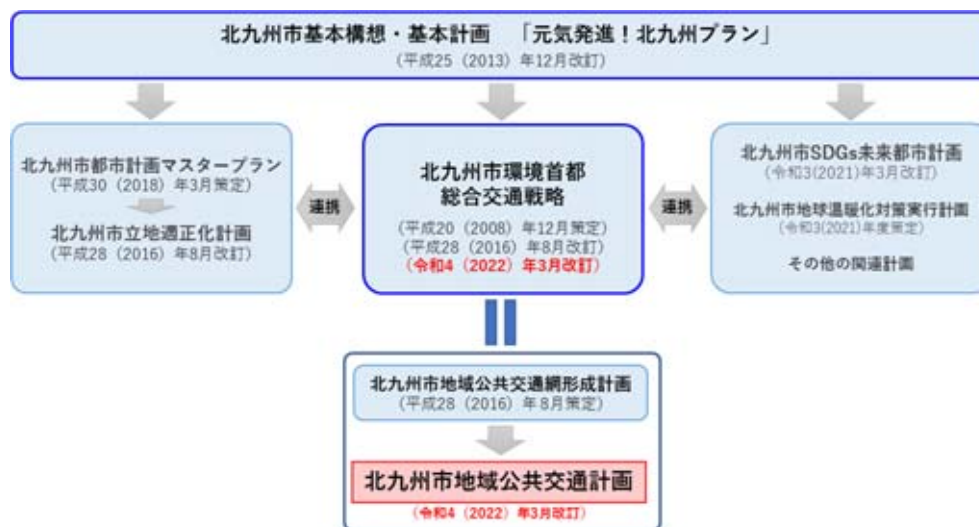 北九州市基本構想・基本計画 「元気発進！北九州プラン」
（平成25（2013）年12月改訂）
北九州市都市計画マスタープラン
（平成30（2018）年3月策定）
北九州市立地適正化計画
（平成28（2016）年8月改訂）
連携
北九州市環境首都
総合交通戦略
（平成20（2008）年12月策定）
（平成28（2016）年8月改訂）
（令和4（2022）年3月改訂）
連携
北九州市SDGs未来都市計画
（令和3(2021)年3月改訂）
北九州市地球温暖化対策実行計画
（令和3(2021)年度策定）
その他の関連計画
北九州市地域公共交通網形成計画
（平成28（2016）年8月策定）
北九州市地域公共交通計画
（令和4（2022）年3月改訂）